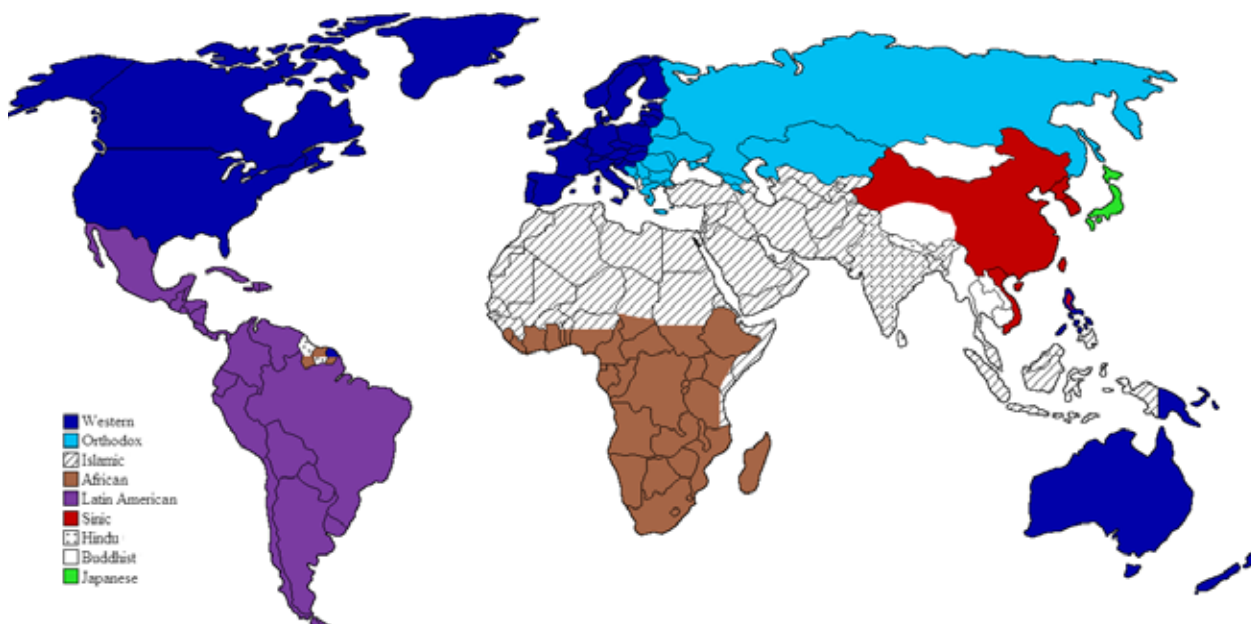 Western
Orthodox
Islamic
African
Latin American
Sinic
Hindu
Buddhist
Japanese